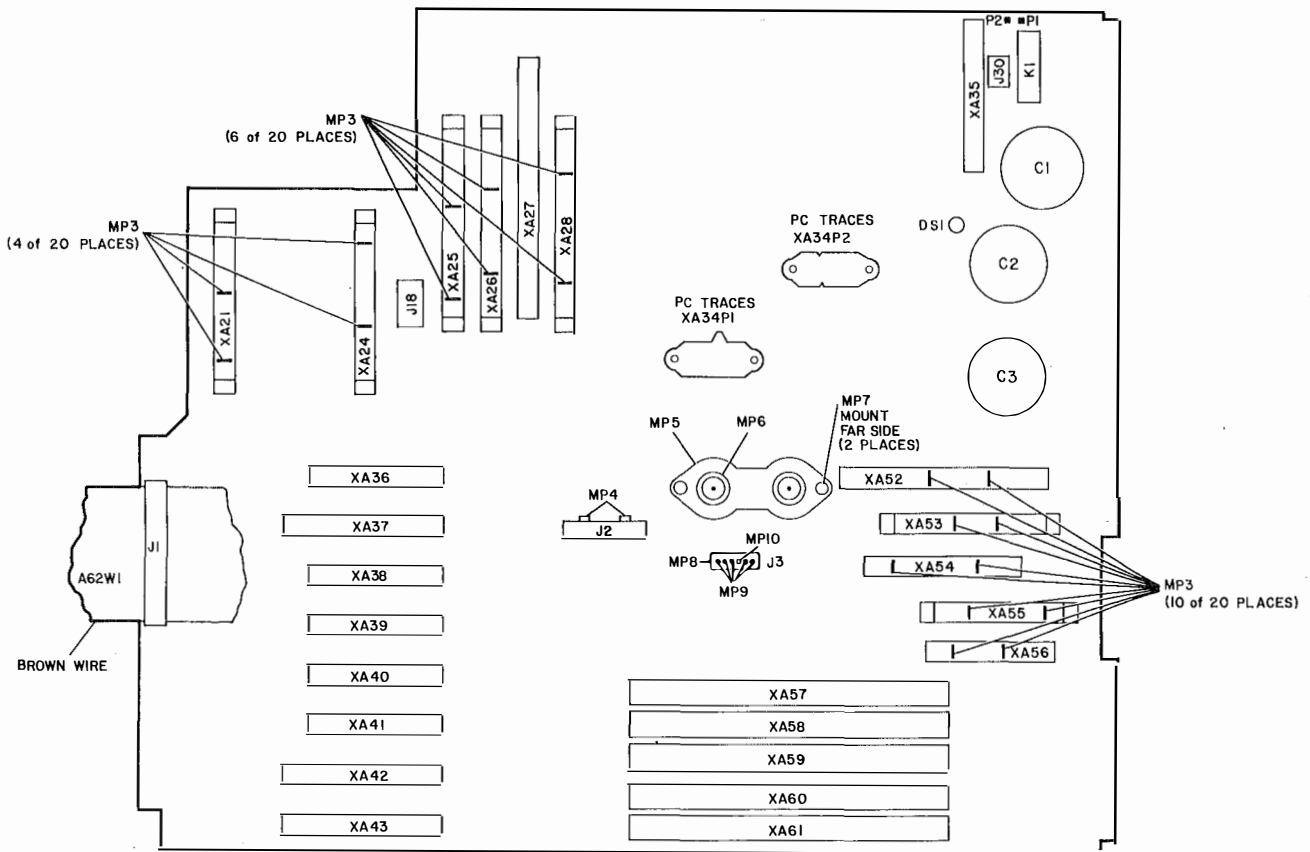 P2 P1
J30
K1
XA35
MP3
(6 of 20 PLACES)
C1
XA25
XA26
XA27
XA28
MP3
(4 of 20 PLACES)
PC TRACES
XA34P2
DS1
C2
XA21
XA24
J18
PC TRACES
XA34P1
C3
MP5
MP6
MP7
MOUNT
FAR SIDE
(2 PLACES)
XA36
XA52
MP4
J2
XA37
XA53
J1
A62W1
MP10
MP8
J3
MP9
XA38
XA54
MP3
(10 of 20 PLACES)
XA39
XA55
BROWN WIRE
XA40
XA56
XA57
XA41
XA58
XA59
XA42
XA60
XA43
XA61